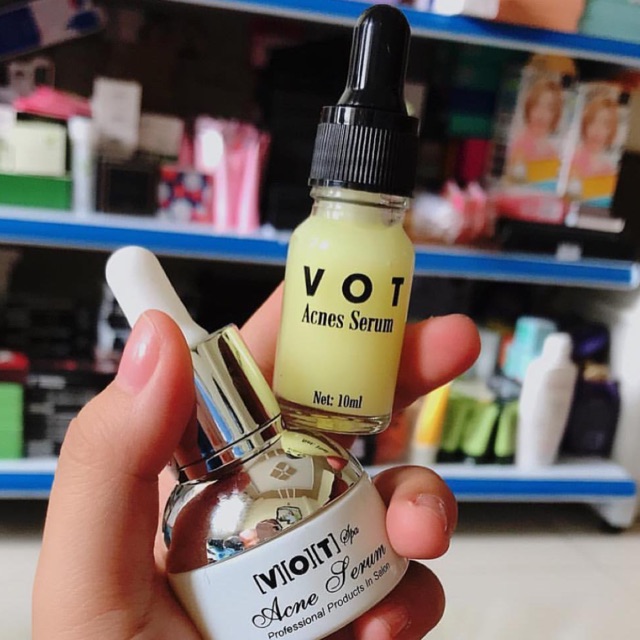 VOT
Acnes Serum
Net: 10ml
[V][O][T] Spa
Acne Serum
Professional Products In Salon